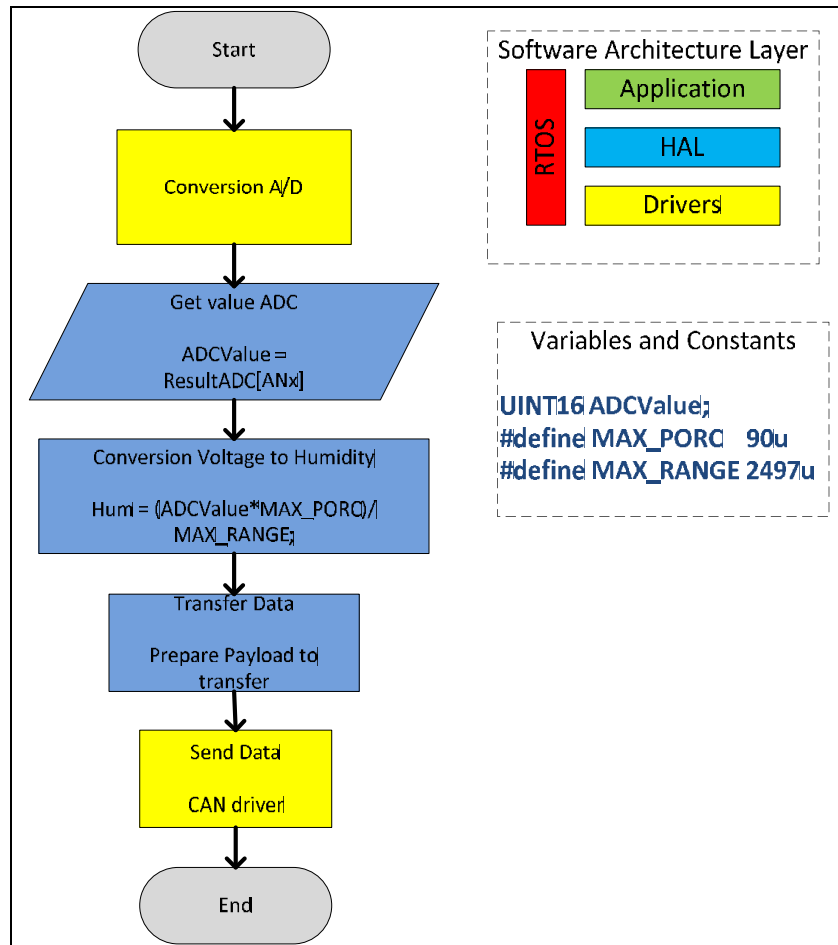 Start
Conversion A/D
Get value ADC
ADCValue =
ResultADC[ANx]
Conversion Voltage to Humidity
Hum = (ADCValue*MAX_PORC)/
MAX_RANGE;
Transfer Data
Prepare Payload to
transfer
Send Data
CAN driver
End
Software Architecture Layer
RTOS
Application
HAL
Drivers
Variables and Constants
UINT16 ADCValue;
#define MAX_PORC 90u
#define MAX_RANGE 2497u